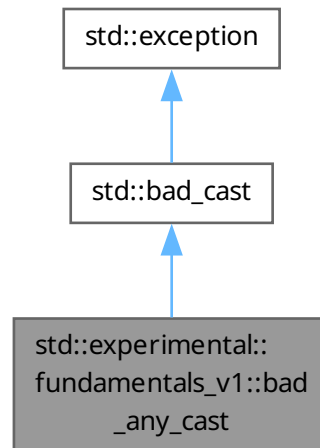 std::exception
std::bad_cast
std::experimental::
fundamentals_v1::bad
_any_cast